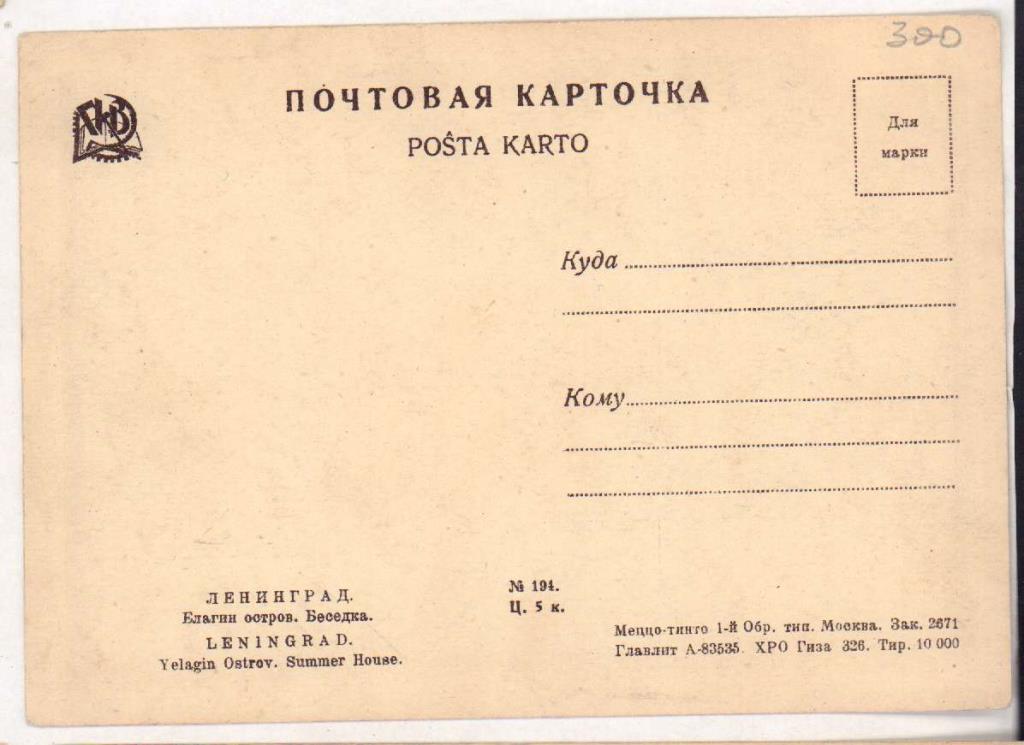 300
ПОЧТОВАЯ КАРТОЧКА
POŜTA KARTO
Для
марки
Куда
Кому
ЛЕНИНГРАД.
Елагин остров. Беседка.
LENINGRAD.
Yelagin Ostrov. Summer House.
№ 194.
Ц. 5 к.
Меццо-тинто 1-й Обр. тип. Москва. Зак. 2671
Главлит А-83535. ХРО Гиза 326. Тир. 10 000